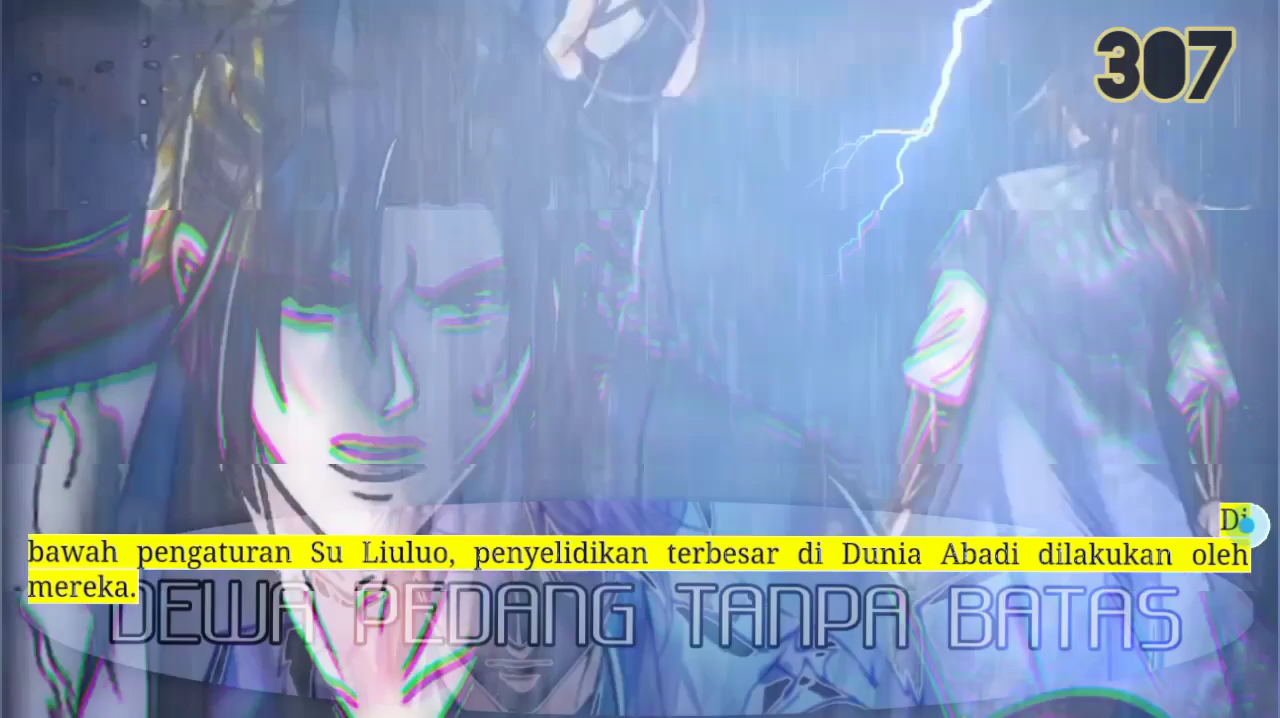 307
Di
bawah pengaturan Su Liuluo, penyelidikan terbesar di Dunia Abadi dilakukan oleh
mereka.
DEWA PEDANG TANPA BATAS